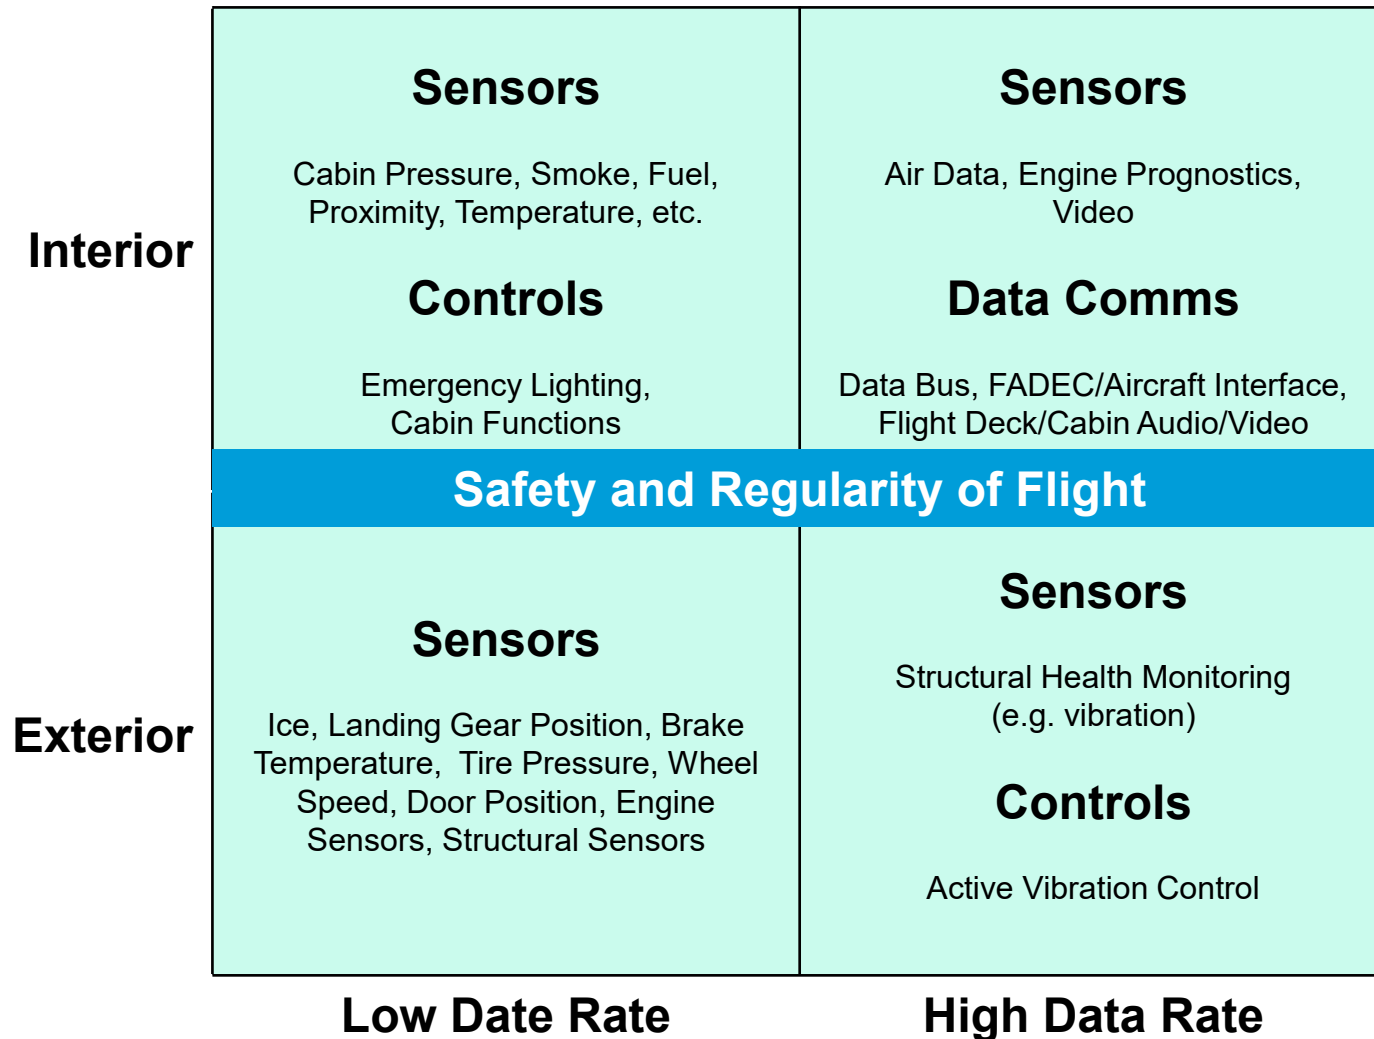 Interior
Sensors
Cabin Pressure, Smoke, Fuel,
Proximity, Temperature, etc.
Controls
Emergency Lighting,
Cabin Functions
Sensors
Air Data, Engine Prognostics,
Video
Data Comms
Data Bus, FADEC/Aircraft Interface,
Flight Deck/Cabin Audio/Video
Safety and Regularity of Flight
Exterior
Sensors
Ice, Landing Gear Position, Brake
Temperature,  Tire Pressure, Wheel
Speed, Door Position, Engine
Sensors, Structural Sensors
Sensors
Structural Health Monitoring
(e.g. vibration)
Controls
Active Vibration Control
Low Date Rate
High Data Rate